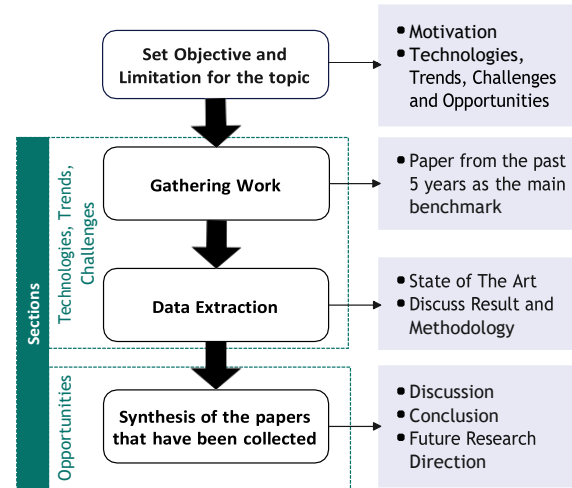 Set Objective and
Limitation for the topic
• Motivation
• Technologies,
Trends, Challenges
and Opportunities
Sections
Technologies, Trends,
Challenges
Gathering Work
• Paper from the past
5 years as the main
benchmark
Data Extraction
• State of The Art
• Discuss Result and
Methodology
Opportunities
Synthesis of the papers
that have been collected
• Discussion
• Conclusion
• Future Research
Direction